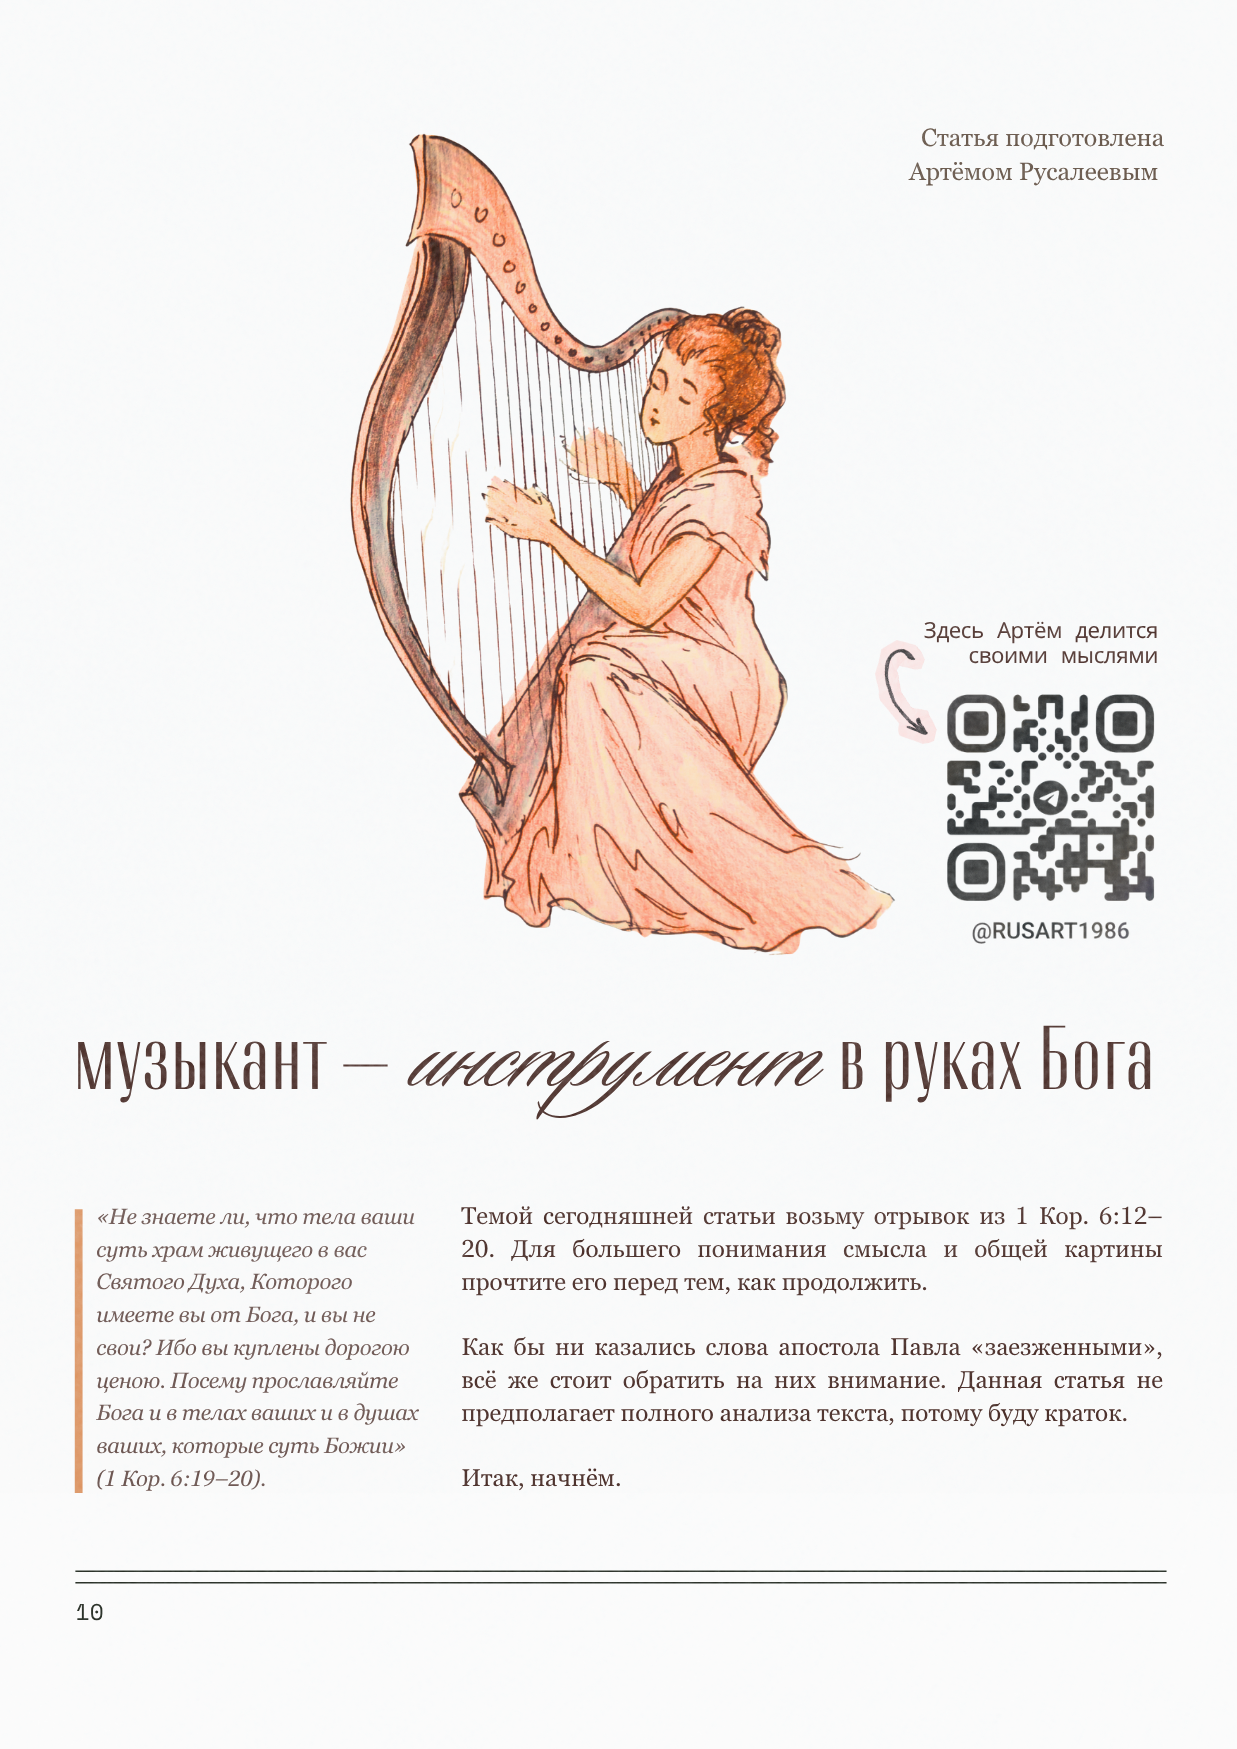 Статья подготовлена
Артёмом Русалеевым
Здесь Артём делится
своими мыслями
@RUSART1986
музыкант — инструмент в руках Бога
«Не знаете ли, что тела ваши
суть храм живущего в вас
Святого Духа, Которого
имеете вы от Бога, и вы не
свои? Ибо вы куплены дорогою
ценою. Посему прославляйте
Бога и в телах ваших и в душах
ваших, которые суть Божии»
(1 Кор. 6:19–20).
Темой сегодняшней статьи возьму отрывок из 1 Кор. 6:12–
20. Для большего понимания смысла и общей картины
прочтите его перед тем, как продолжить.
Как бы ни казались слова апостола Павла «заезженными»,
всё же стоит обратить на них внимание. Данная статья не
предполагает полного анализа текста, потому буду краток.
Итак, начнём.
10